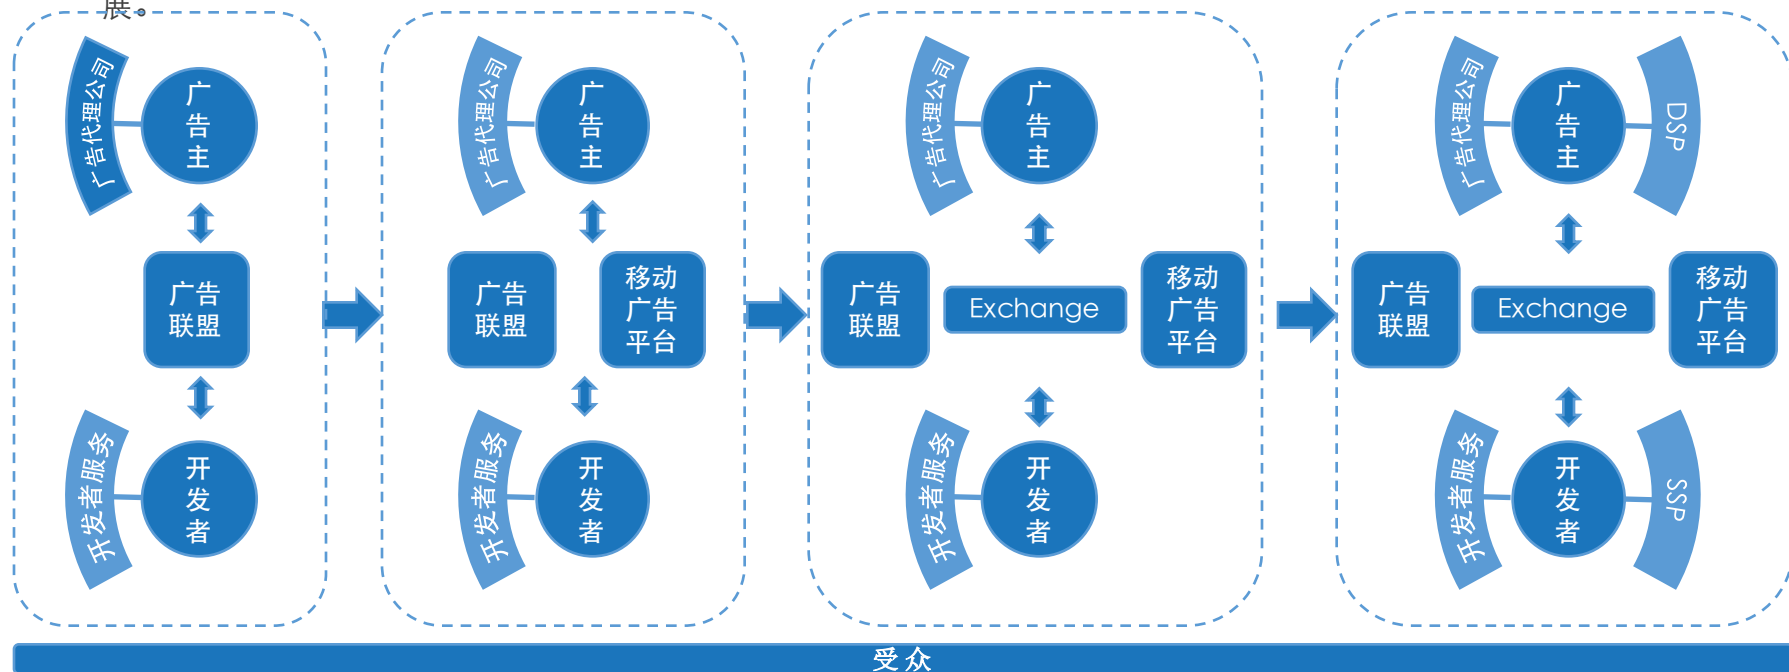 展。
广告代理公司
广
告
主
广告
联盟
开发者服务
开
发
者
广告代理公司
广
告
主
广告
联盟
移动
广告
平台
开发者服务
开
发
者
广告代理公司
广
告
主
广告
联盟
Exchange
移动
广告
平台
开发者服务
开
发
者
广告代理公司
广
告
主
DSP
广告
联盟
Exchange
移动
广告
平台
开发者服务
开
发
者
SSP
受众